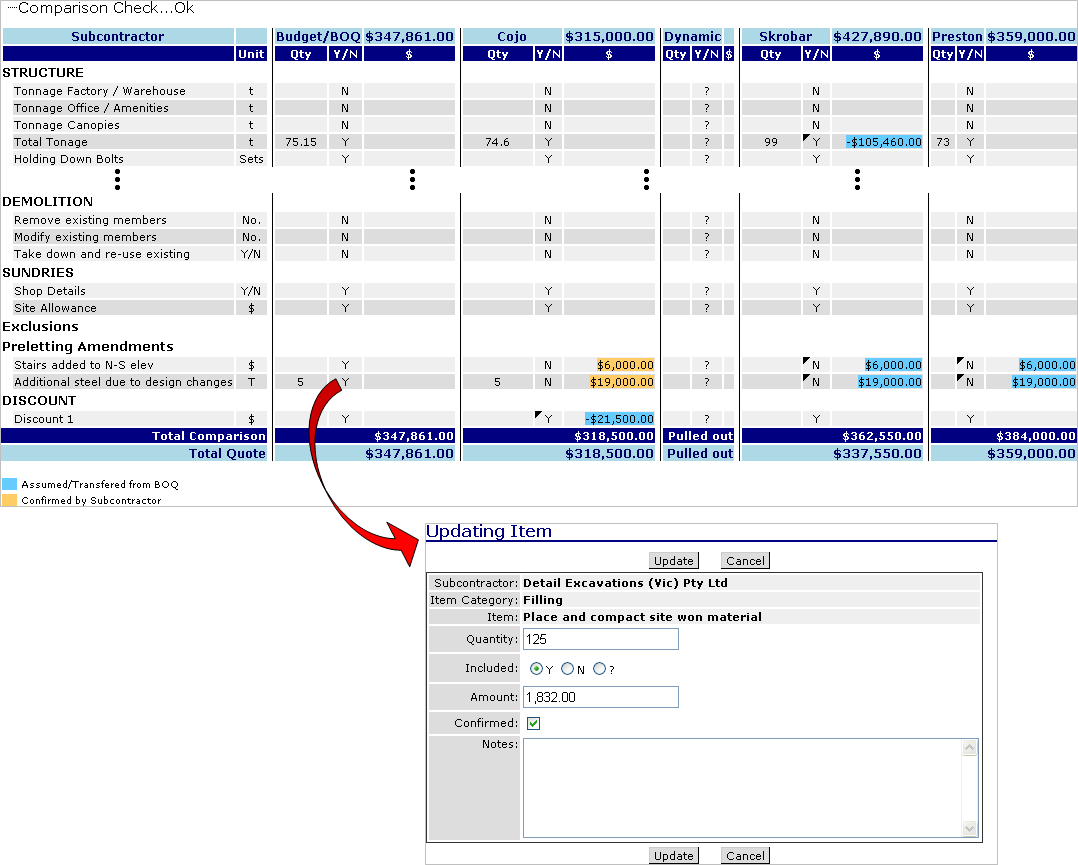 Comparison Check...Ok
Subcontractor Budget/BOQ $347,861.00 Cojo $315,000.00 Dynamic Skrobar $427,890.00 Preston $359,000.00
Unit Qty Y/N $ Qty Y/N $ Qty Y/N $ Qty Y/N $ Qty Y/N $
STRUCTURE
Tonnage Factory / Warehouse t N N ? N N
Tonnage Office / Amenities t N N ? N N
Tonnage Canopies t N N ? N N
Total Tonage t 75.15 Y 74.6 Y ? 99 Y -$105,460.00 73 Y
Holding Down Bolts Sets Y Y ? Y Y
DEMOLITION
Remove existing members No. N N ? N N
Modify existing members No. N N ? N N
Take down and re-use existing Y/N N N ? N N
SUNDRIES
Shop Details Y/N Y Y ? Y Y
Site Allowance $ Y Y ? Y Y
Exclusions
Preletting Amendments
Stairs added to N-S elev $ Y N $6,000.00 ? N $6,000.00 N $6,000.00
Additional steel due to design changes T 5 Y 5 N $19,000.00 ? N $19,000.00 N $19,000.00
DISCOUNT
Discount 1 $ Y Y -$21,500.00 ? Y Y
Total Comparison $347,861.00 $318,500.00 Pulled out $362,550.00 $384,000.00
Total Quote $347,861.00 $318,500.00 Pulled out $337,550.00 $359,000.00
Assumed/Transfered from BOQ
Confirmed by Subcontractor
Updating Item
Update Cancel
Subcontractor: Detail Excavations (Vic) Pty Ltd
Item Category: Filling
Item: Place and compact site won material
Quantity: 125
Included: Y N ?
Amount: 1,832.00
Confirmed:
Notes:
Update Cancel